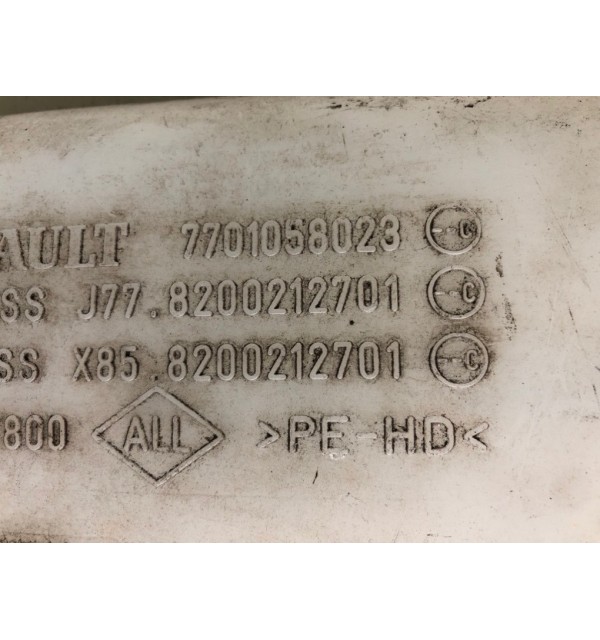 AULT 7701058023 C
SS J77.8200212701 C
SS X85.8200212701 C
800 ALL >PE-HD<